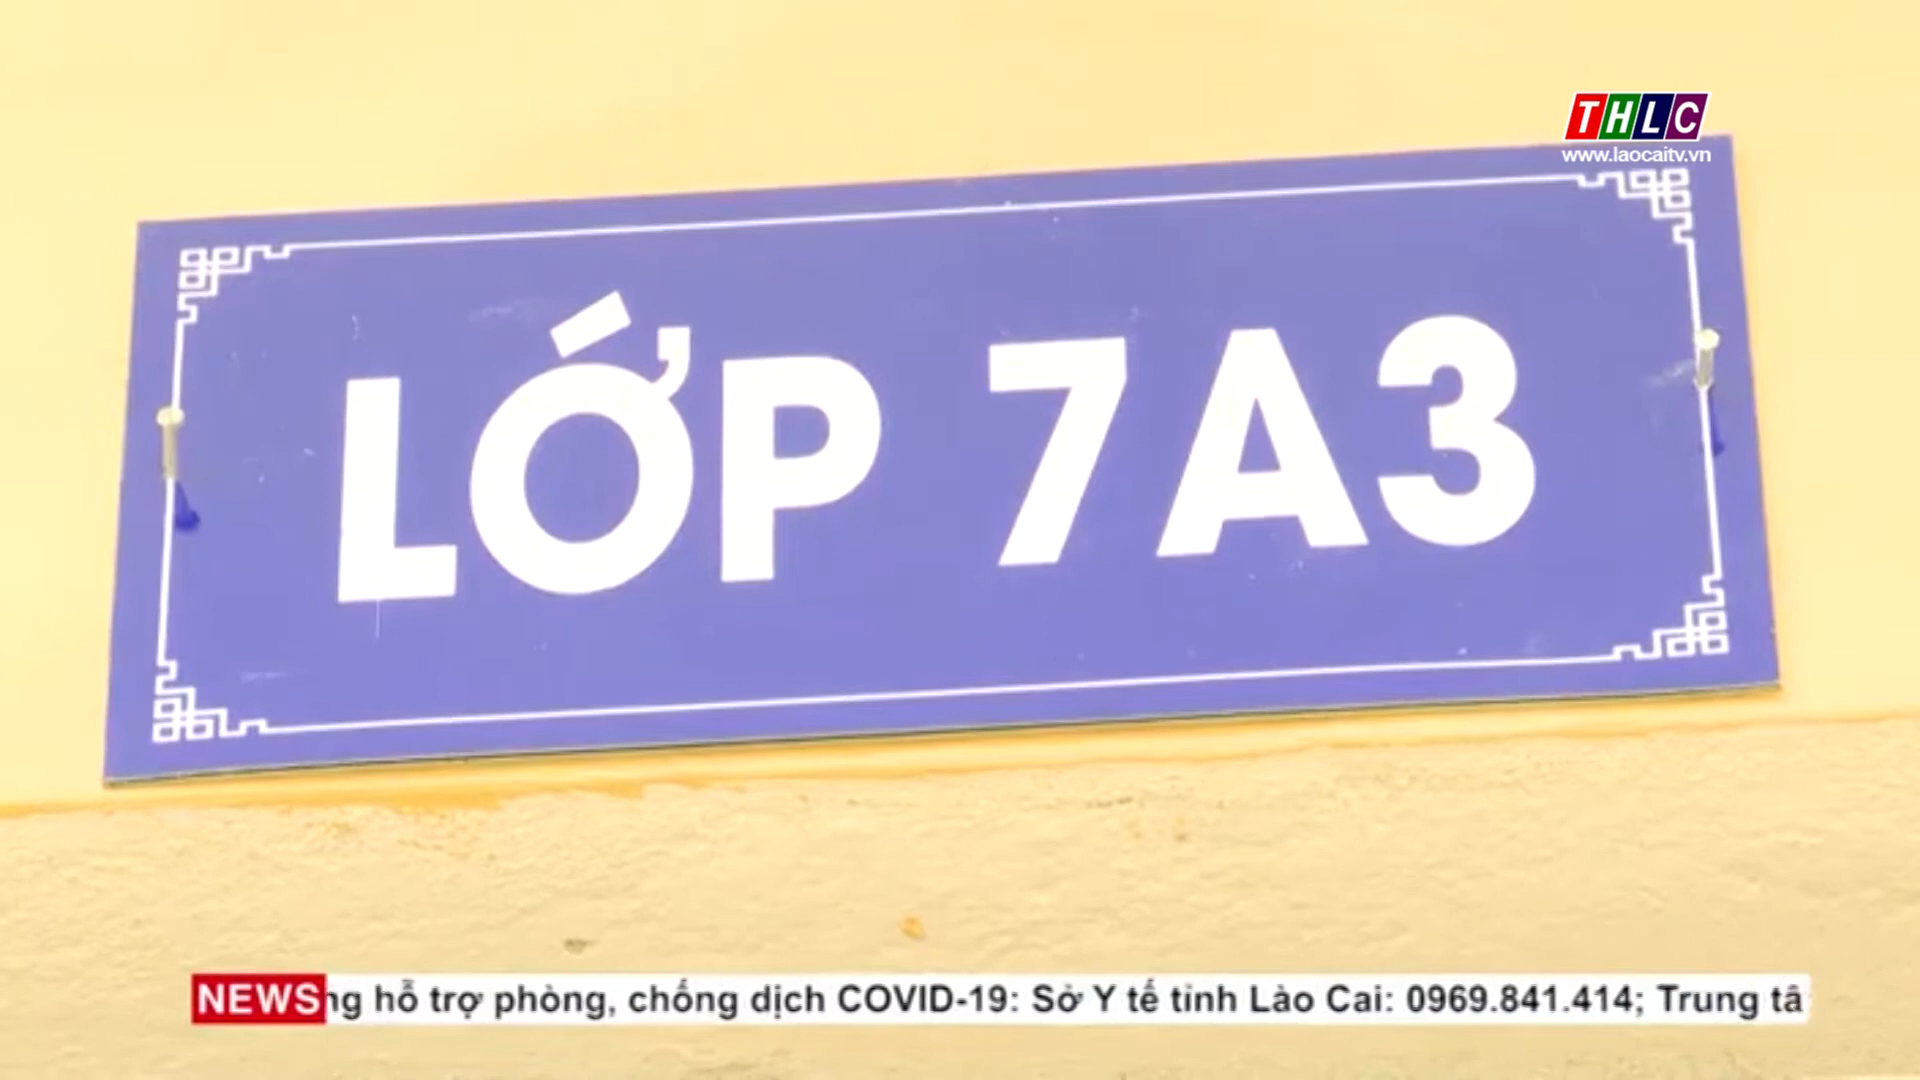 THLC
www.laocaitv.vn
LỚP 7A3
NEWS ng hỗ trợ phòng, chống dịch COVID-19: Sở Y tế tỉnh Lào Cai: 0969.841.414; Trung tâ